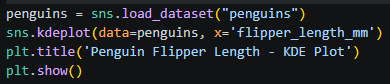 penguins = sns.load_dataset("penguins")
sns.kdeplot(data=penguins, x='flipper_length_mm')
plt.title('Penguin Flipper Length - KDE Plot')
plt.show()